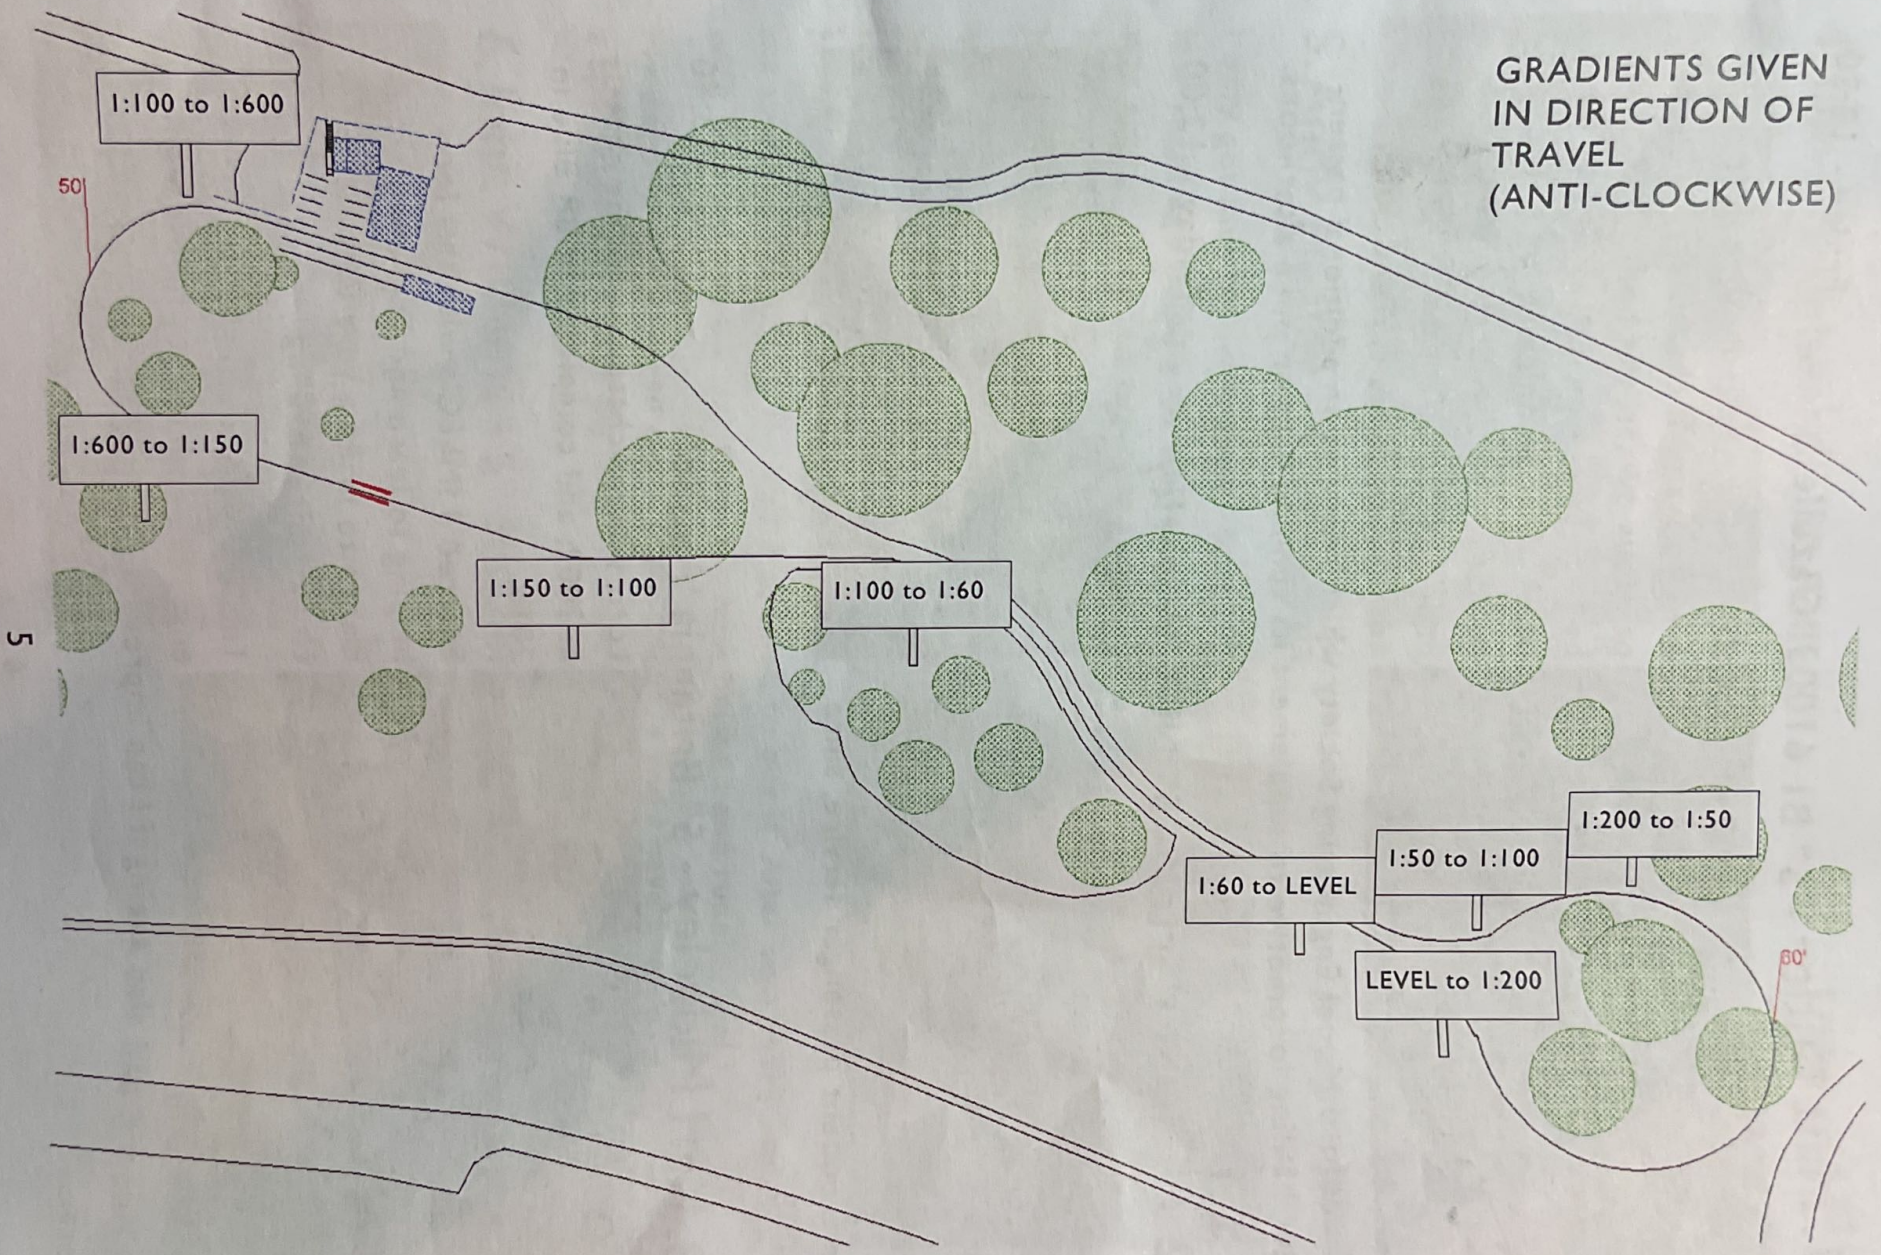 GRADIENTS GIVEN
IN DIRECTION OF
TRAVEL
(ANTI-CLOCKWISE)
1:100 to 1:600
50'
1:600 to 1:150
1:150 to 1:100
1:100 to 1:60
5
1:200 to 1:50
1:50 to 1:100
1:60 to LEVEL
80'
LEVEL to 1:200